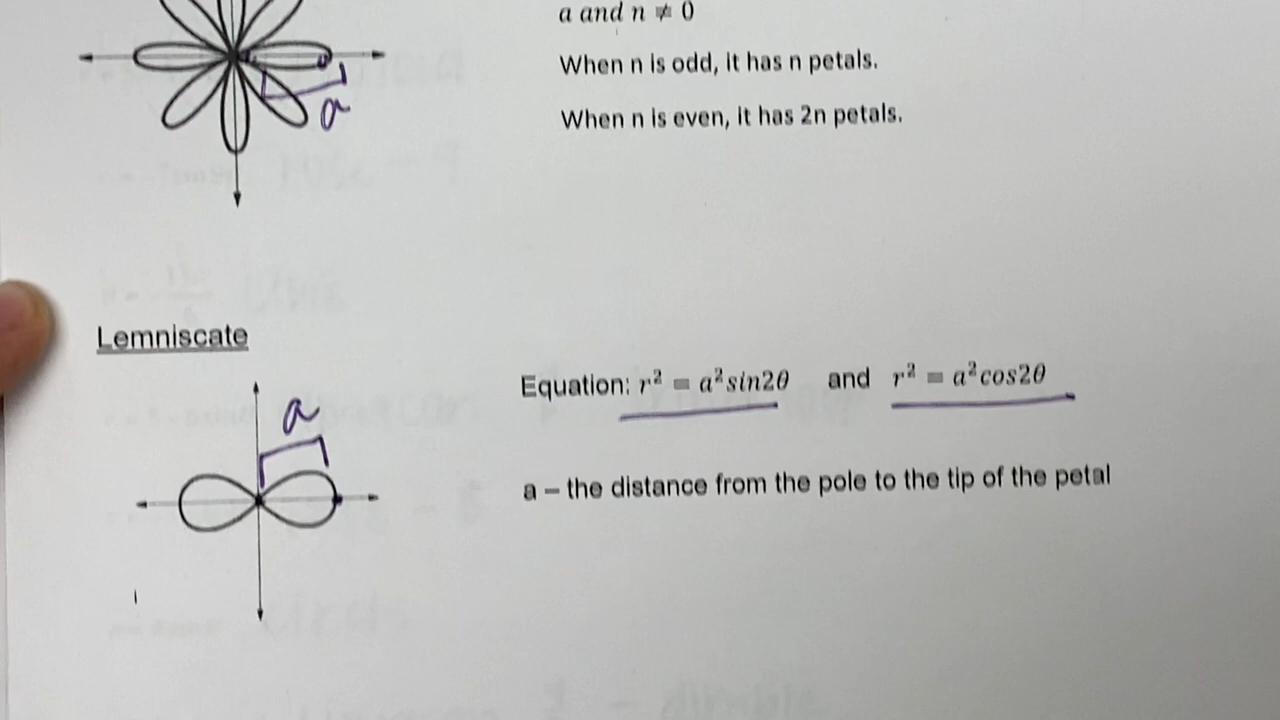 a and n ≠ 0
When n is odd, it has n petals.
a
When n is even, it has 2n petals.
Lemniscate
Equation: r² = a²sin2θ and r² = a²cos2θ
a
a – the distance from the pole to the tip of the petal